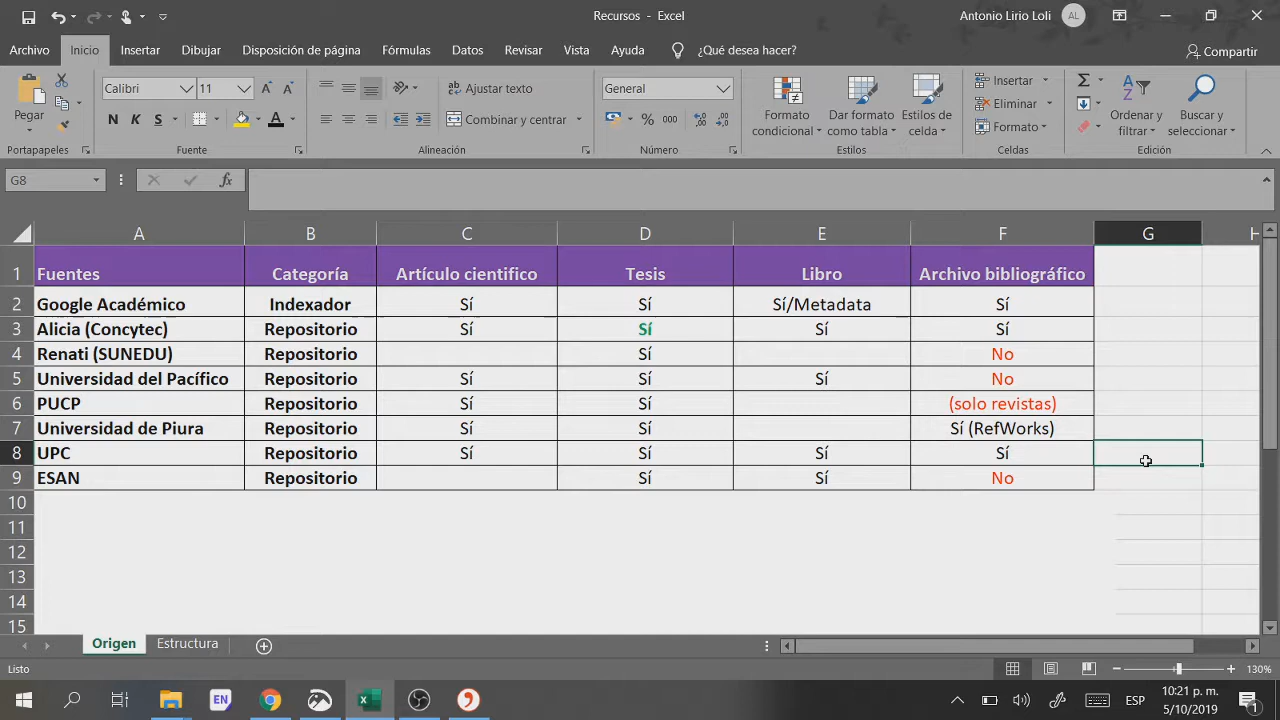 Recursos - Excel
Antonio Lirio Loli AL
Archivo Inicio Insertar Dibujar Disposición de página Fórmulas Datos Revisar Vista Ayuda ¿Qué desea hacer? Compartir
Pegar
Portapapeles
Calibri 11
N K S A
Fuente
ab Ajustar texto
Combinar y centrar
Alineación
General
% 000
Número
Formato condicional
Dar formato como tabla
Estilos de celda
Estilos
Insertar
Eliminar
Formato
Celdas
Ordenar y filtrar
Buscar y seleccionar
Edición
G8 fx
A B C D E F G H
1 Fuentes Categoría Artículo cientifico Tesis Libro Archivo bibliográfico
2 Google Académico Indexador Sí Sí Sí/Metadata Sí
3 Alicia (Concytec) Repositorio Sí Sí Sí Sí
4 Renati (SUNEDU) Repositorio Sí No
5 Universidad del Pacífico Repositorio Sí Sí Sí No
6 PUCP Repositorio Sí Sí (solo revistas)
7 Universidad de Piura Repositorio Sí Sí Sí (RefWorks)
8 UPC Repositorio Sí Sí Sí Sí
9 ESAN Repositorio Sí Sí No
10
11
12
13
14
15
Origen Estructura
Listo 130%
EN ESP 10:21 p. m.
5/10/2019 1